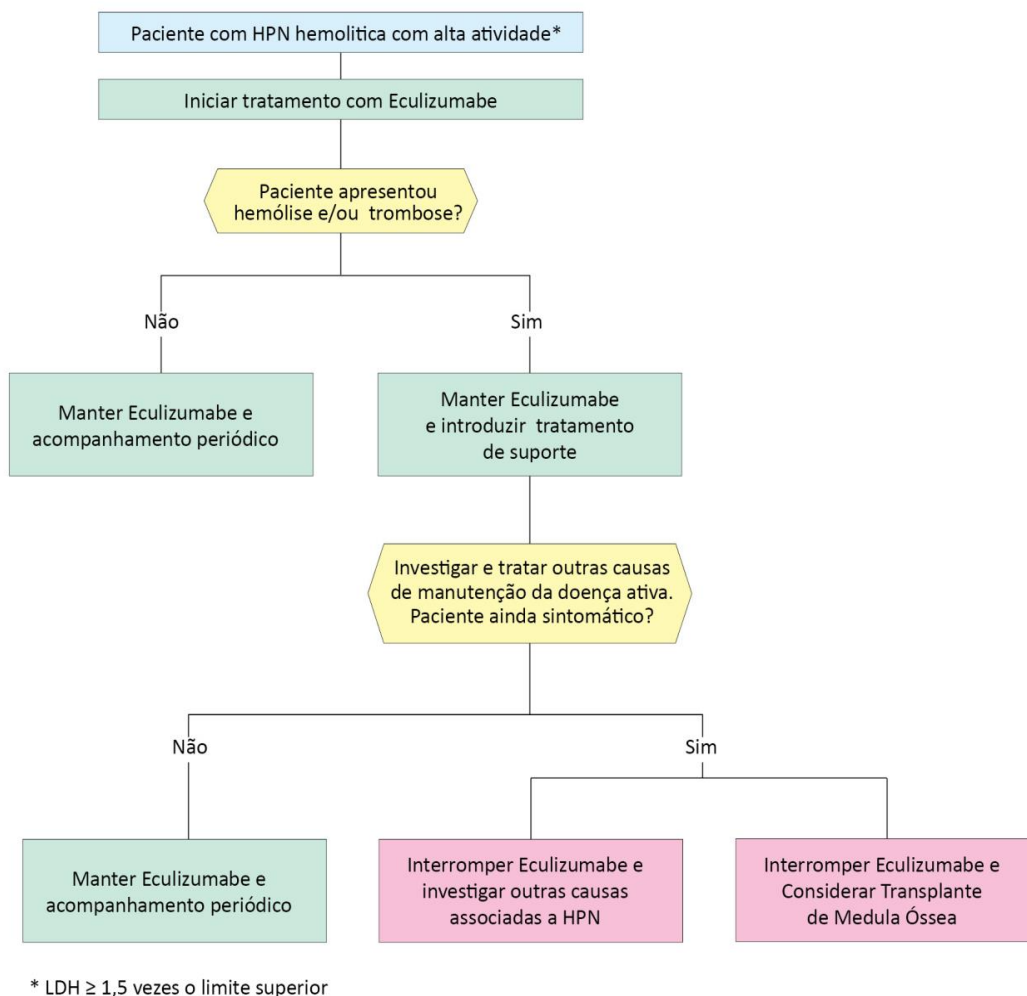 Paciente com HPN hemolitica com alta atividade*
Iniciar tratamento com Eculizumabe
Paciente apresentou
hemólise e/ou trombose?
Não
Sim
Manter Eculizumabe e
acompanhamento periódico
Manter Eculizumabe
e introduzir tratamento
de suporte
Investigar e tratar outras causas
de manutenção da doença ativa.
Paciente ainda sintomático?
Não
Sim
Manter Eculizumabe e
acompanhamento periódico
Interromper Eculizumabe e
investigar outras causas
associadas a HPN
Interromper Eculizumabe e
Considerar Transplante
de Medula Óssea
* LDH ≥ 1,5 vezes o limite superior